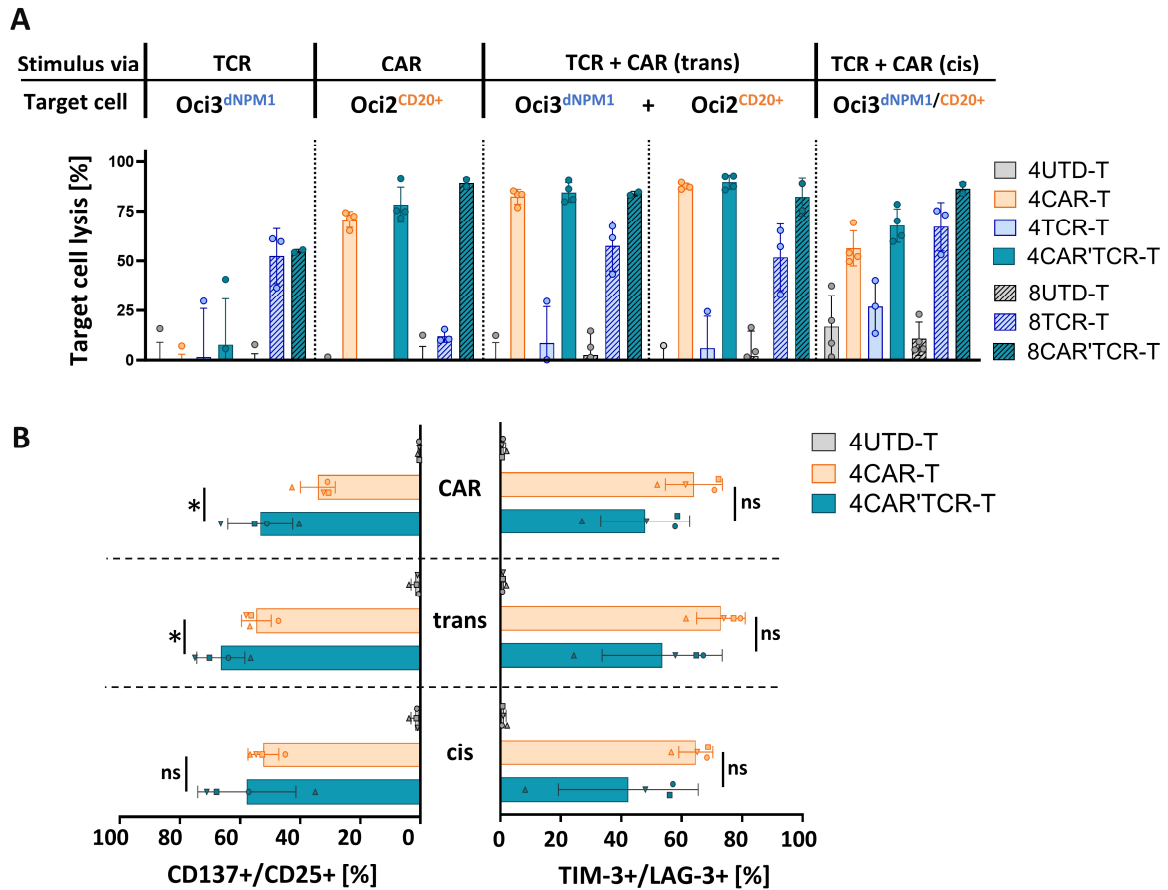 A
Stimulus via TCR CAR TCR + CAR (trans) TCR + CAR (cis)
Target cell Oci3dNPM1 Oci2CD20+ Oci3dNPM1 + Oci2CD20+ Oci3dNPM1/CD20+
Target cell lysis [%]
100
75
50
25
0
4UTD-T
4CAR-T
4TCR-T
4CAR'TCR-T
8UTD-T
8TCR-T
8CAR'TCR-T
B
4UTD-T
4CAR-T
4CAR'TCR-T
* CAR ns
* trans ns
ns cis ns
100 80 60 40 20 0 0 20 40 60 80 100
CD137+/CD25+ [%] TIM-3+/LAG-3+ [%]